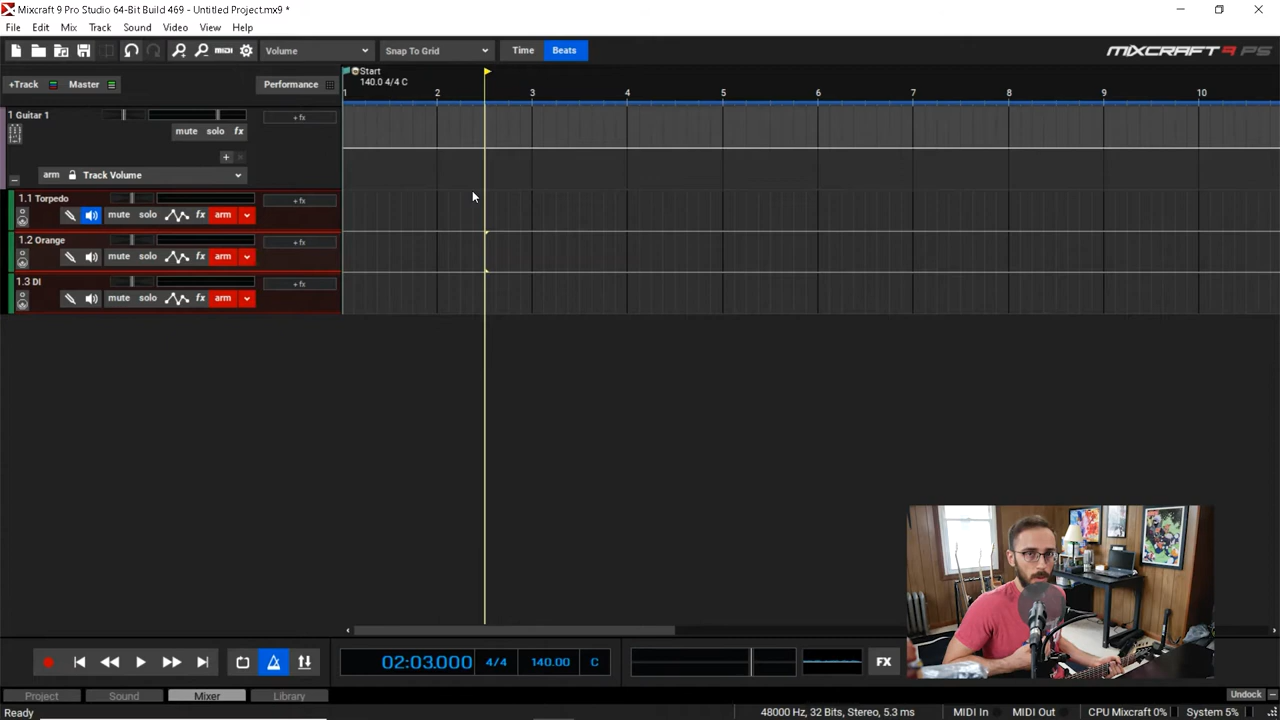 Mixcraft 9 Pro Studio 64-Bit Build 469 - Untitled Project.mx9 *
File Edit Mix Track Sound Video View Help
MIDI Volume Snap To Grid Time Beats MIXCRAFT 9 PS
+Track Master Performance
Start
140.0 4/4 C
1 2 3 4 5 6 7 8 9 10
1 Guitar 1 + fx
mute solo fx
+
arm Track Volume
1.1 Torpedo + fx
mute solo fx arm
1.2 Orange + fx
mute solo fx arm
1.3 DI + fx
mute solo fx arm
02:03.000 4/4 140.00 C FX
Project Sound Mixer Library Undock
Ready 48000 Hz, 32 Bits, Stereo, 5.3 ms MIDI In MIDI Out CPU Mixcraft 0% System 5%